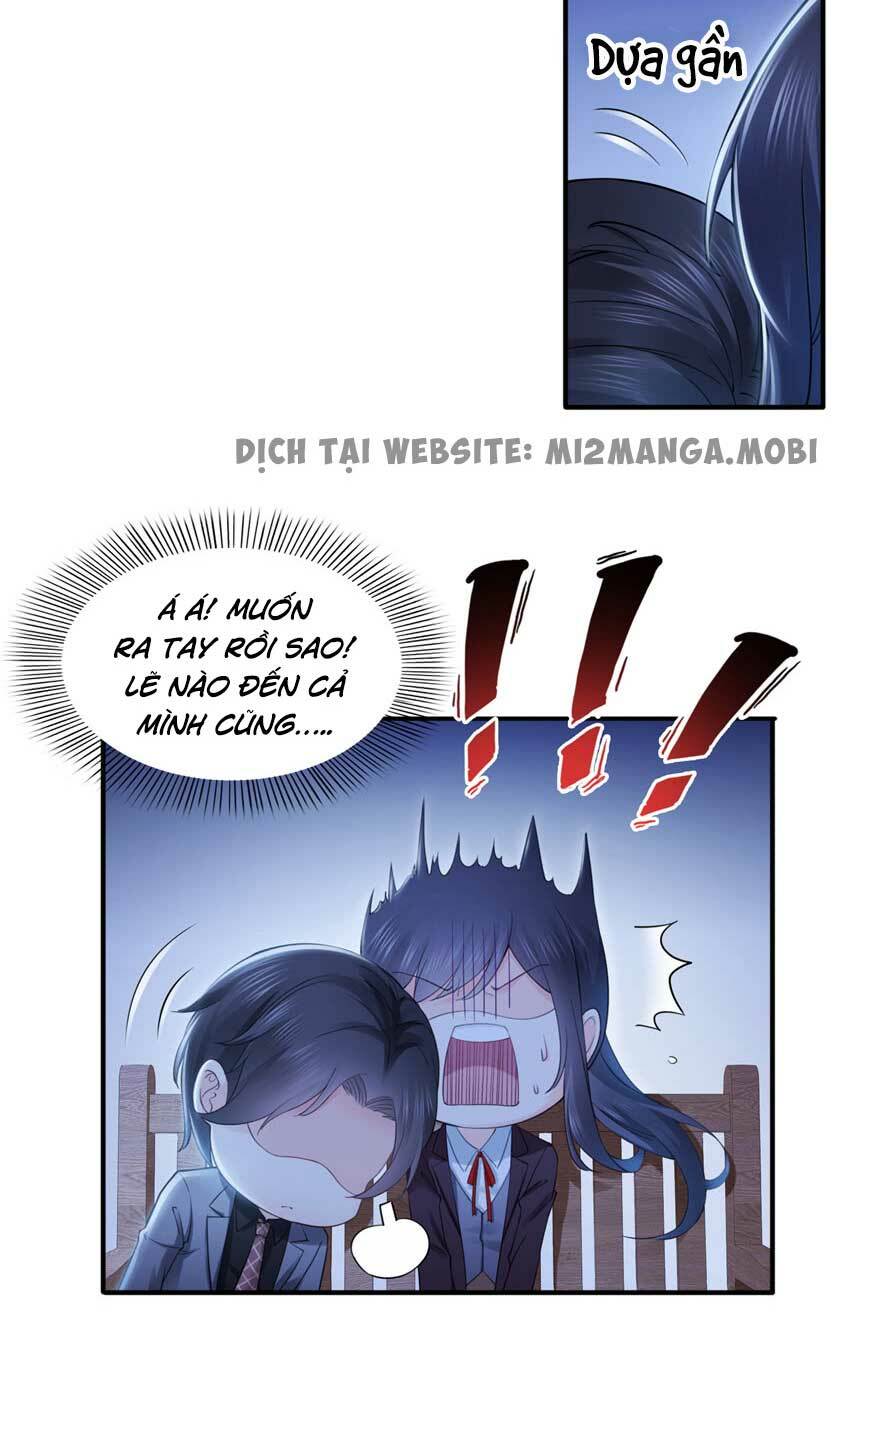 Dựa gần
DỊCH TẠI WEBSITE: MI2MANGA.MOBI
Á Á! MUỐN
RA TAY RỒI SAO!
LẼ NÀO ĐẾN CẢ
MÌNH CŨNG.....
!!!